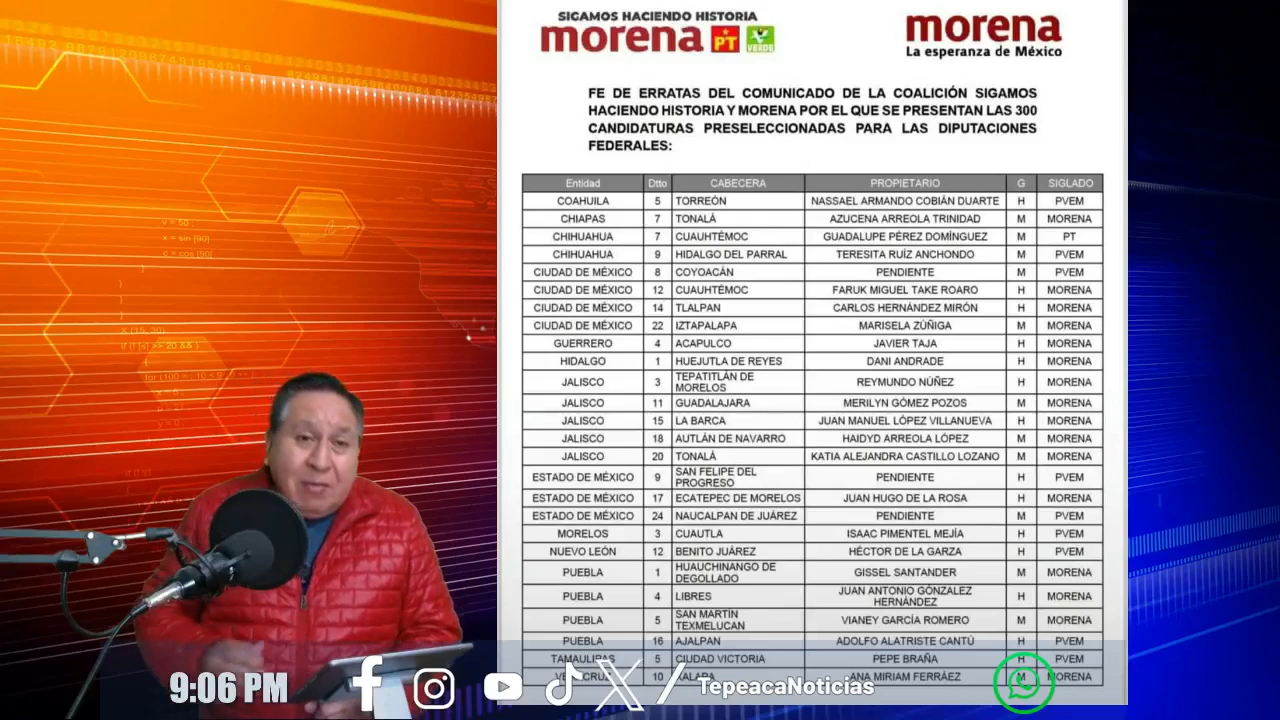 SIGAMOS HACIENDO HISTORIA
morena PT VERDE
morena
La esperanza de México
FE DE ERRATAS DEL COMUNICADO DE LA COALICIÓN SIGAMOS
HACIENDO HISTORIA Y MORENA POR EL QUE SE PRESENTAN LAS 300
CANDIDATURAS PRESELECCIONADAS PARA LAS DIPUTACIONES
FEDERALES:
Entidad Dtto CABECERA PROPIETARIO G SIGLADO
COAHUILA 5 TORREÓN NASSAEL ARMANDO COBIÁN DUARTE H PVEM
CHIAPAS 7 TONALÁ AZUCENA ARREOLA TRINIDAD M MORENA
CHIHUAHUA 7 CUAUHTÉMOC GUADALUPE PÉREZ DOMÍNGUEZ M PT
CHIHUAHUA 9 HIDALGO DEL PARRAL TERESITA RUÍZ ANCHONDO M PVEM
CIUDAD DE MÉXICO 8 COYOACÁN PENDIENTE M PVEM
CIUDAD DE MÉXICO 12 CUAUHTÉMOC FARUK MIGUEL TAKE ROARO H MORENA
CIUDAD DE MÉXICO 14 TLALPAN CARLOS HERNÁNDEZ MIRÓN H MORENA
CIUDAD DE MÉXICO 22 IZTAPALAPA MARISELA ZÚÑIGA M MORENA
GUERRERO 4 ACAPULCO JAVIER TAJA H MORENA
HIDALGO 1 HUEJUTLA DE REYES DANI ANDRADE H MORENA
JALISCO 3 TEPATITLÁN DE MORELOS REYMUNDO NÚÑEZ H MORENA
JALISCO 11 GUADALAJARA MERILYN GÓMEZ POZOS M MORENA
JALISCO 15 LA BARCA JUAN MANUEL LÓPEZ VILLANUEVA H MORENA
JALISCO 18 AUTLÁN DE NAVARRO HAIDYD ARREOLA LÓPEZ M MORENA
JALISCO 20 TONALÁ KATIA ALEJANDRA CASTILLO LOZANO M MORENA
ESTADO DE MÉXICO 9 SAN FELIPE DEL PROGRESO PENDIENTE H PVEM
ESTADO DE MÉXICO 17 ECATEPEC DE MORELOS JUAN HUGO DE LA ROSA H MORENA
ESTADO DE MÉXICO 24 NAUCALPAN DE JUÁREZ PENDIENTE M PVEM
MORELOS 3 CUAUTLA ISAAC PIMENTEL MEJÍA H PVEM
NUEVO LEÓN 12 BENITO JUÁREZ HÉCTOR DE LA GARZA H PVEM
PUEBLA 1 HUAUCHINANGO DE DEGOLLADO GISSEL SANTANDER M MORENA
PUEBLA 4 LIBRES JUAN ANTONIO GÓNZALEZ HERNÁNDEZ H MORENA
PUEBLA 5 SAN MARTÍN TEXMELUCAN VIANEY GARCÍA ROMERO M MORENA
PUEBLA 16 AJALPAN ADOLFO ALATRISTE CANTÚ H PVEM
TAMAULIPAS 5 CIUDAD VICTORIA PEPE BRAÑA H PVEM
10 ANA MIRIAM FERRÁEZ M MORENA
9:06 PM
/TepeacaNoticias